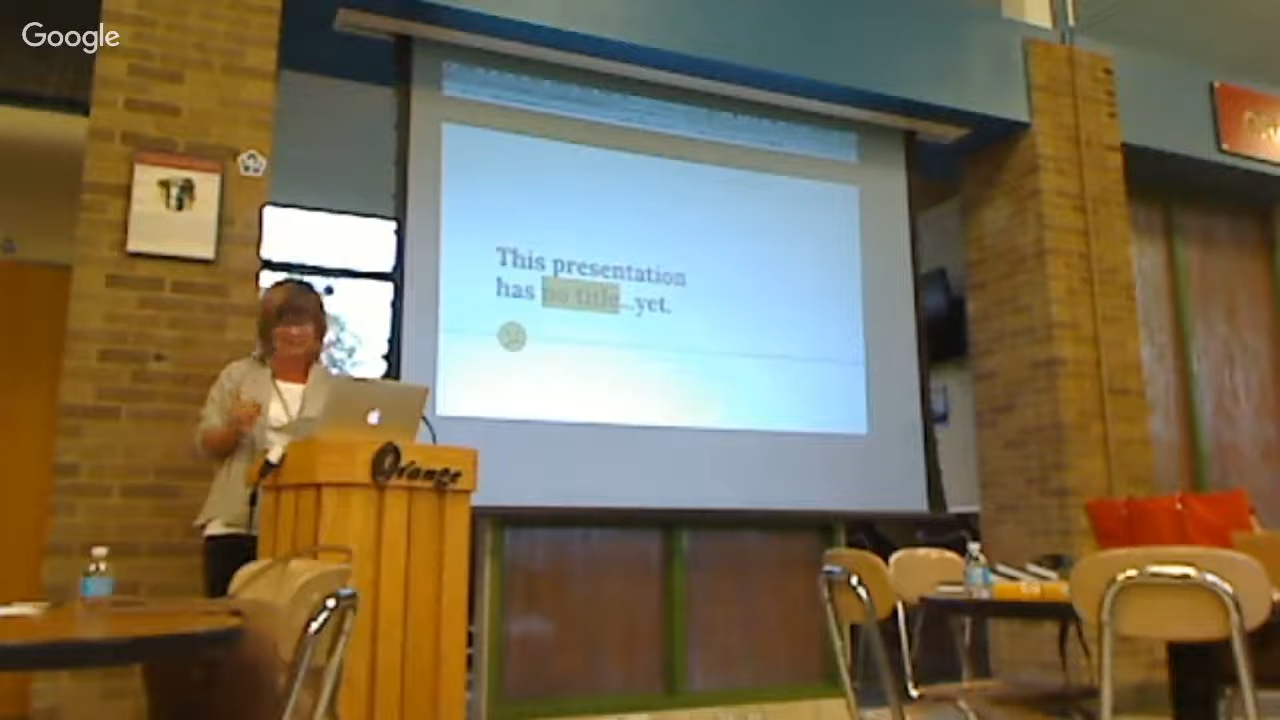 Google
This presentation
has no title...yet.
Orange